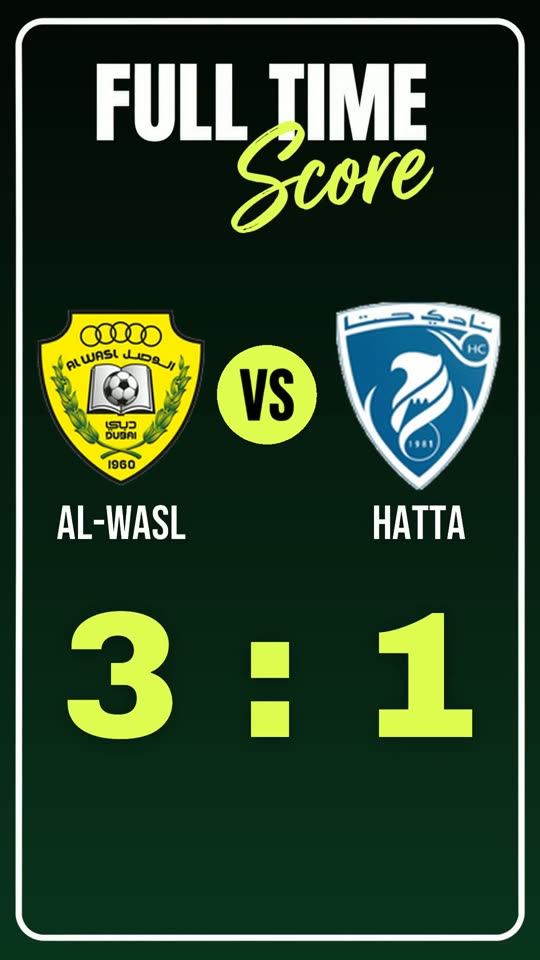 FULL TIME
Score
AL WASL الوصل
دبي
DUBAI
1960
VS
نادي حتا
HC
1981
AL-WASL
HATTA
3 : 1